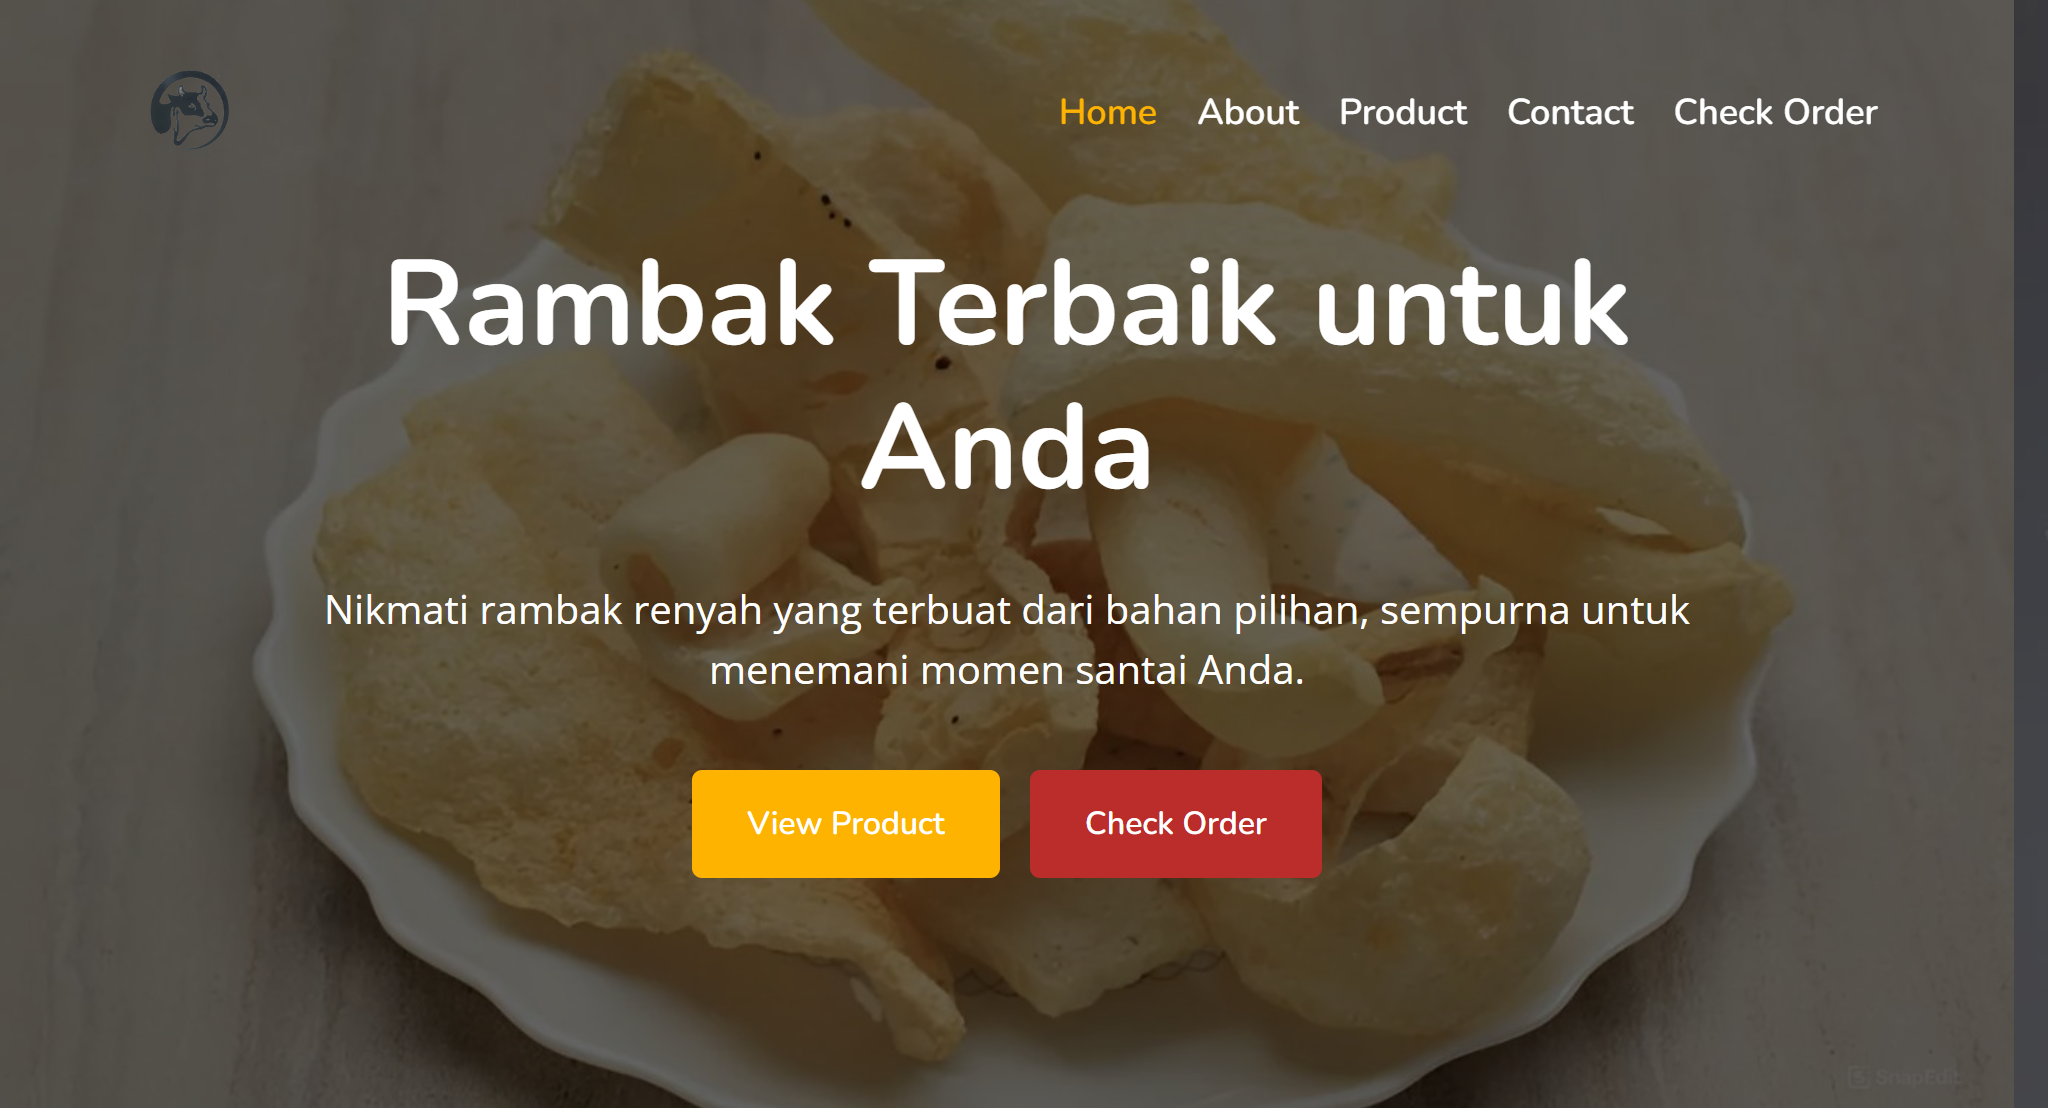 Home About Product Contact Check Order
Rambak Terbaik untuk
Anda
Nikmati rambak renyah yang terbuat dari bahan pilihan, sempurna untuk
menemani momen santai Anda.
View Product Check Order
SnapEdit